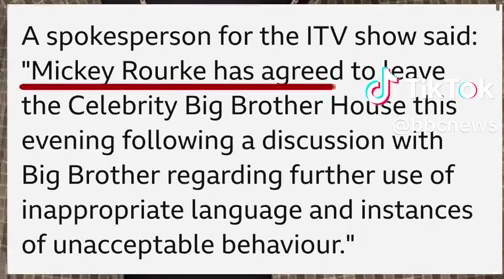 A spokesperson for the ITV show said:
"Mickey Rourke has agreed to leave
the Celebrity Big Brother House this
evening following a discussion with
Big Brother regarding further use of
inappropriate language and instances
of unacceptable behaviour."
TikTok
@bbcnews